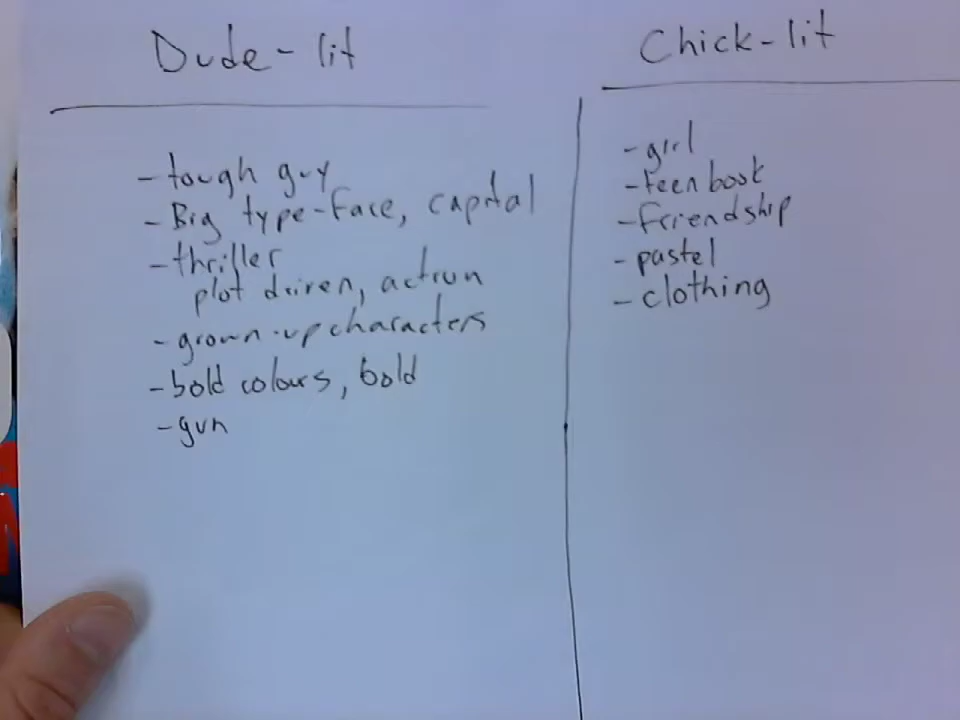 Dude-lit
- tough guy
- Big type-face, capital
- thriller
plot driven, action
- grown-up characters
- bold colours, bold
- gun
Chick-lit
- girl
- teen book
- friendship
- pastel
- clothing